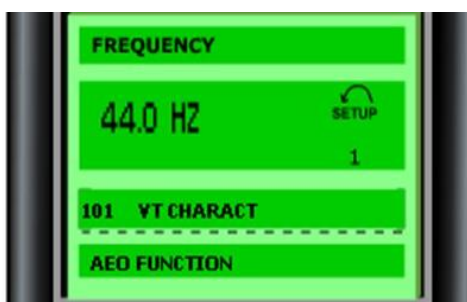 FREQUENCY
44.0 HZ
SETUP
1
101 VT CHARACT
AEO FUNCTION